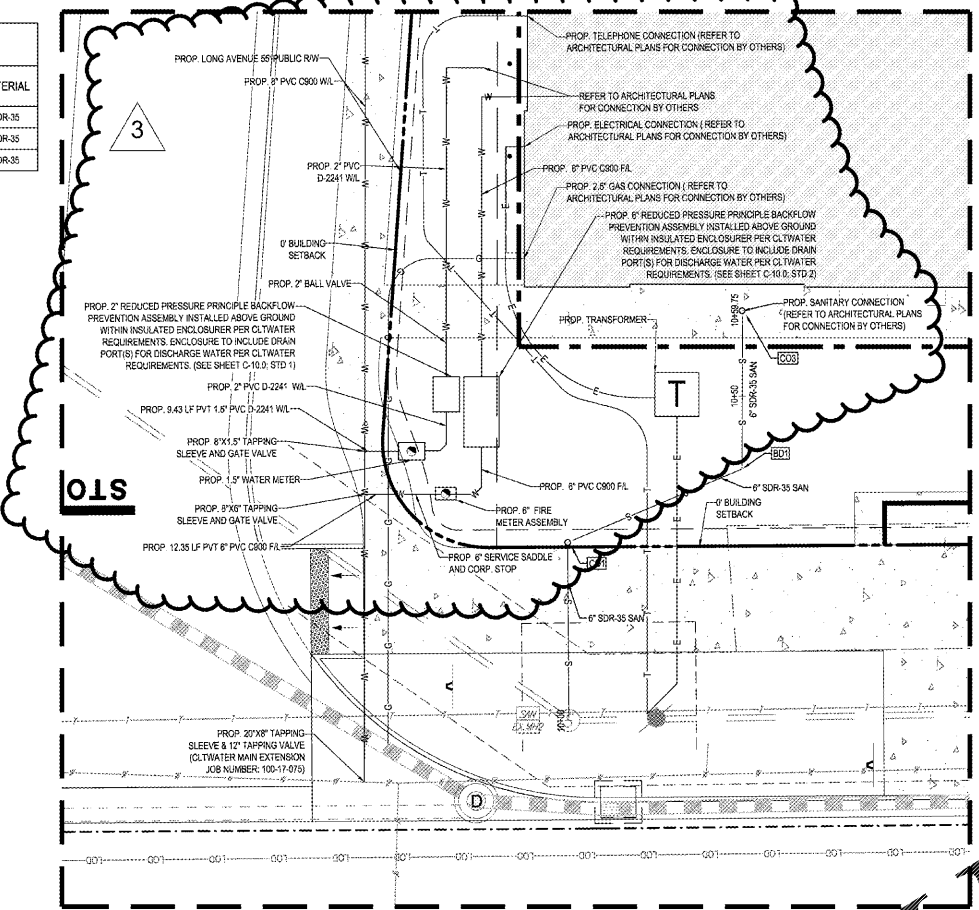 TERIAL
DR-35
DR-35
DR-35
3
PROP. LONG AVENUE 55' PUBLIC R/W
PROP. 8" PVC C900 W/L
PROP. 2" PVC
D-2241 W/L
0' BUILDING
SETBACK
PROP. 2" BALL VALVE
PROP. 2" REDUCED PRESSURE PRINCIPLE BACKFLOW
PREVENTION ASSEMBLY INSTALLED ABOVE GROUND
WITHIN INSULATED ENCLOSURER PER CLTWATER
REQUIREMENTS. ENCLOSURE TO INCLUDE DRAIN
PORT(S) FOR DISCHARGE WATER PER CLTWATER
REQUIREMENTS. (SEE SHEET C-10.0; STD 1)
PROP. 2" PVC D-2241 W/L
PROP. 9.43 LF PVT 1.5" PVC D-2241 W/L
PROP. 8"X1.5" TAPPING
SLEEVE AND GATE VALVE
PROP. 1.5" WATER METER
STO
PROP. 8"X6" TAPPING
SLEEVE AND GATE VALVE
PROP. 12.35 LF PVT 6" PVC C900 F/L
PROP. TELEPHONE CONNECTION (REFER TO
ARCHITECTURAL PLANS FOR CONNECTION BY OTHERS)
REFER TO ARCHITECTURAL PLANS
FOR CONNECTION BY OTHERS
PROP. ELECTRICAL CONNECTION ( REFER TO
ARCHITECTURAL PLANS FOR CONNECTION BY OTHERS)
PROP. 6" PVC C900 F/L
PROP. 2.5" GAS CONNECTION ( REFER TO
ARCHITECTURAL PLANS FOR CONNECTION BY OTHERS)
PROP. 6" REDUCED PRESSURE PRINCIPLE BACKFLOW
PREVENTION ASSEMBLY INSTALLED ABOVE GROUND
WITHIN INSULATED ENCLOSURER PER CLTWATER
REQUIREMENTS. ENCLOSURE TO INCLUDE DRAIN
PORT(S) FOR DISCHARGE WATER PER CLTWATER
REQUIREMENTS. (SEE SHEET C-10.0; STD 2)
PROP. TRANSFORMER
T
10+69.75
PROP. SANITARY CONNECTION
(REFER TO ARCHITECTURAL PLANS
FOR CONNECTION BY OTHERS)
CO3
10+50
6" SDR-35 SAN
BD1
6" SDR-35 SAN
0' BUILDING
SETBACK
PROP. 6" PVC C900 F/L
PROP. 6" FIRE
METER ASSEMBLY
PROP. 6" SERVICE SADDLE
AND CORP. STOP
6" SDR-35 SAN
SAN
10+00
PROP. 20"X8" TAPPING
SLEEVE & 12" TAPPING VALVE
(CLTWATER MAIN EXTENSION
JOB NUMBER: 100-17-075)
D